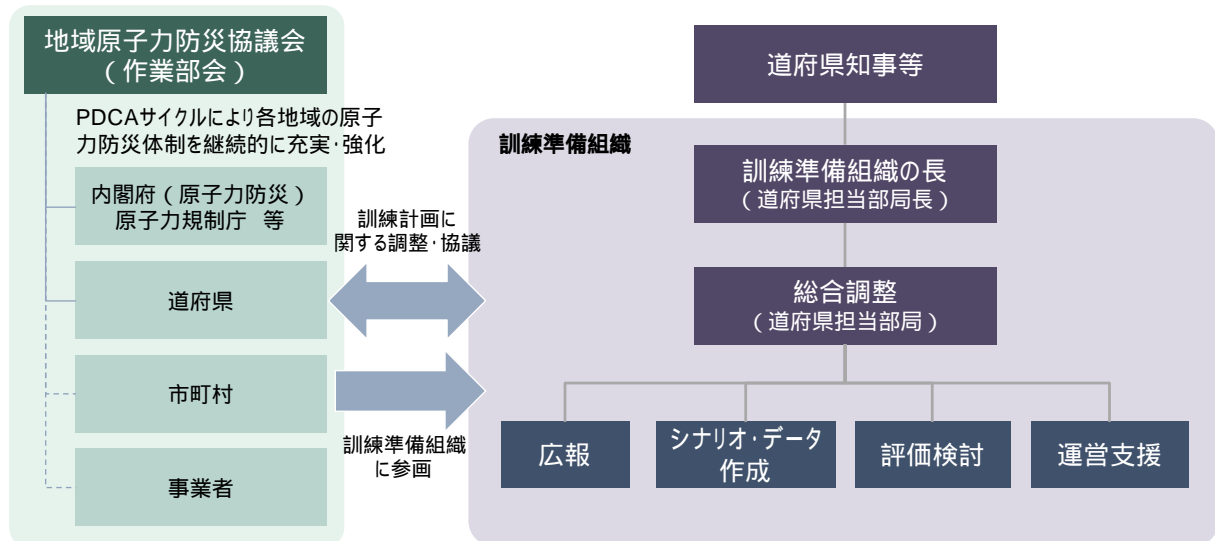 地域原子力防災協議会
(作業部会)
PDCAサイクルにより各地域の原子
力防災体制を継続的に充実・強化
内閣府(原子力防災)
原子力規制庁 等
道府県
市町村
事業者
訓練計画に
関する調整・協議
訓練準備組織
に参画
道府県知事等
訓練準備組織
訓練準備組織の長
(道府県担当部局長)
総合調整
(道府県担当部局)
広報
シナリオ・データ
作成
評価検討
運営支援